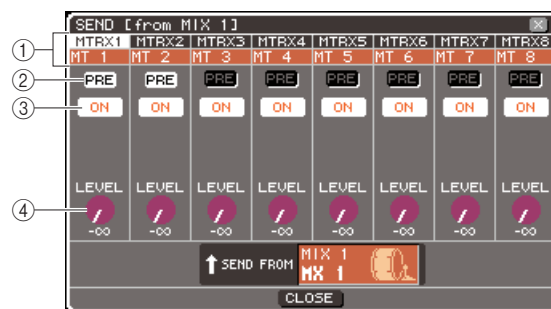 SEND [from MIX 1]
MTRX1 MTRX2 MTRX3 MTRX4 MTRX5 MTRX6 MTRX7 MTRX8
MT 1 MT 2 MT 3 MT 4 MT 5 MT 6 MT 7 MT 8
PRE PRE PRE PRE PRE PRE PRE PRE
ON ON ON ON ON ON ON ON
LEVEL LEVEL LEVEL LEVEL LEVEL LEVEL LEVEL LEVEL
-∞ -∞ -∞ -∞ -∞ -∞ -∞ -∞
SEND FROM MIX 1
MX 1
CLOSE
1
2
3
4